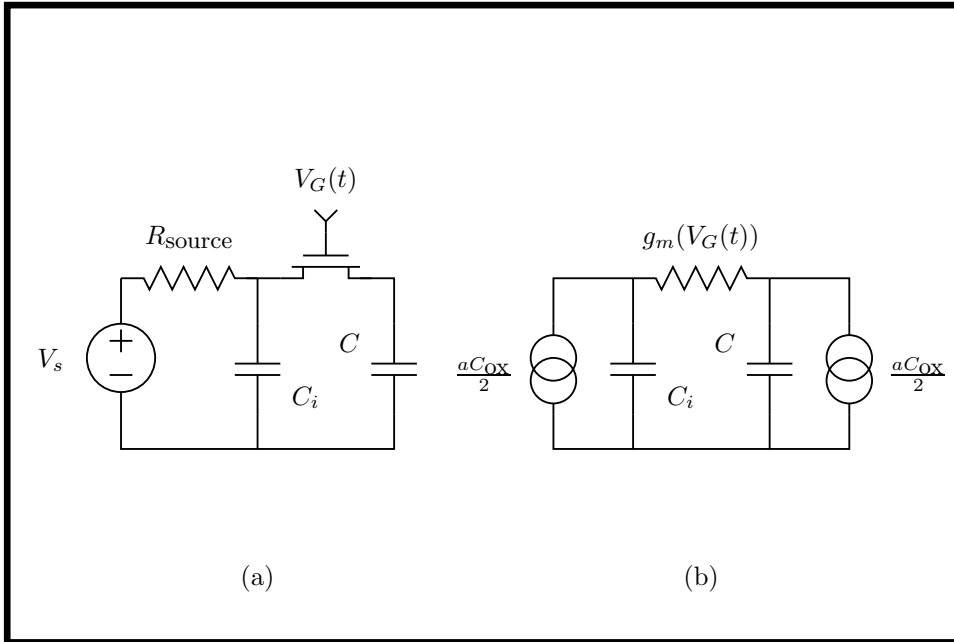 V_G(t)
R_source
g_m(V_G(t))
V_s
+
−
C
C_i
aC_ox/2
C
C_i
aC_ox/2
(a)
(b)